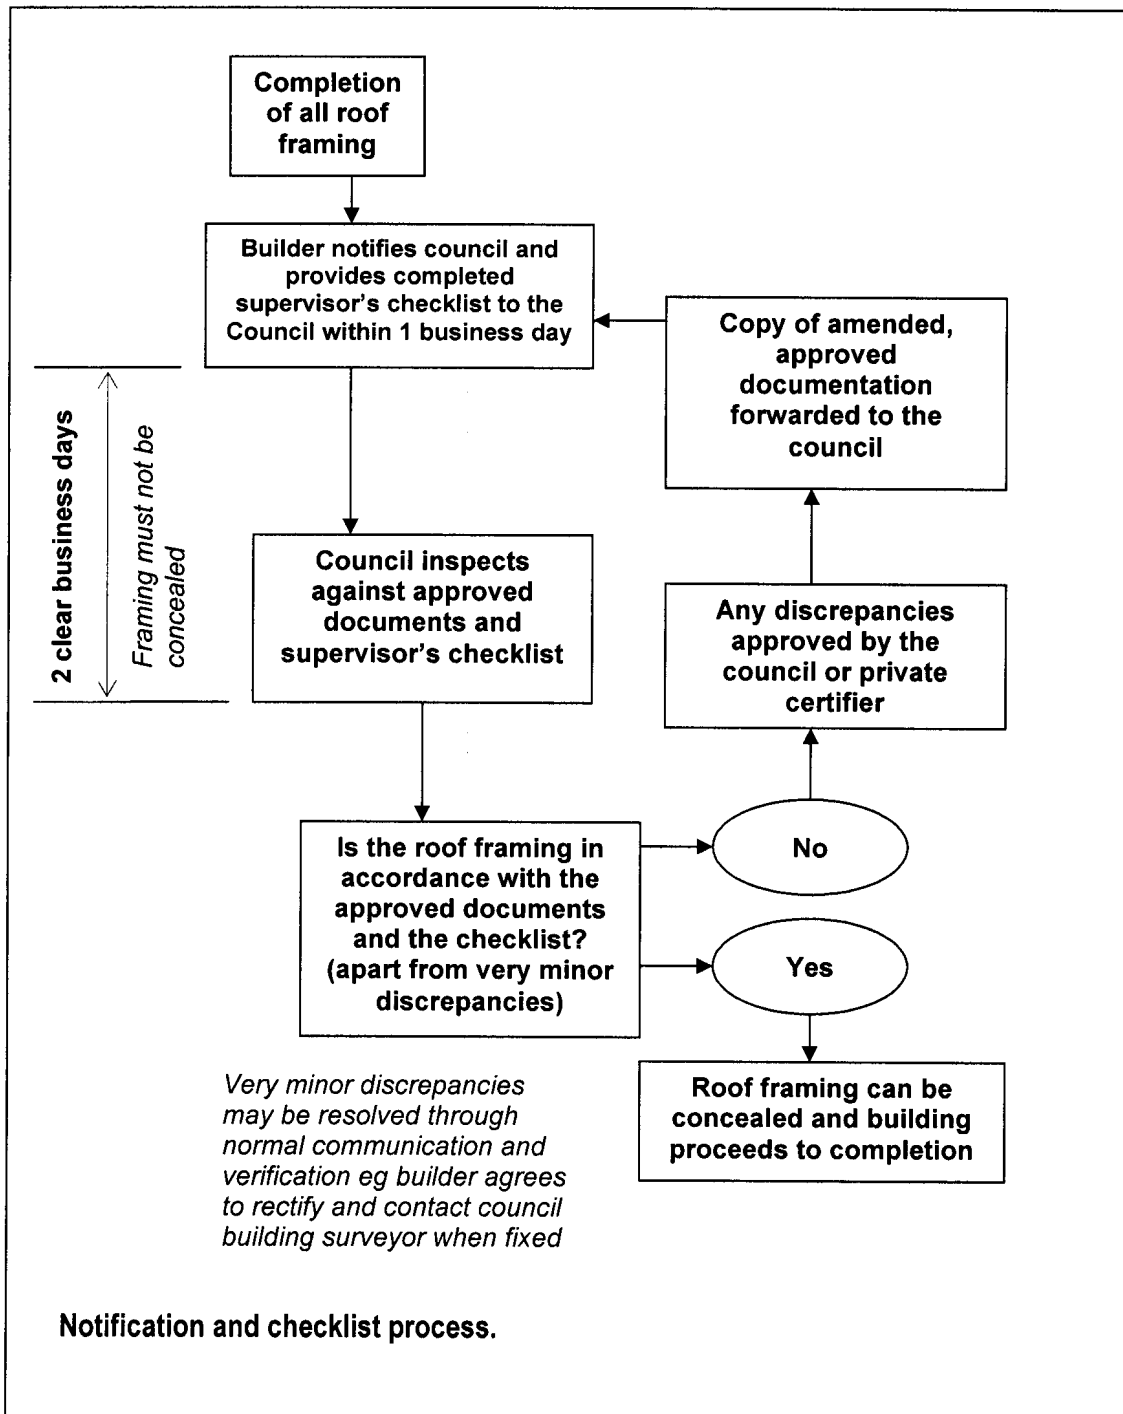 Completion
of all roof
framing
Builder notifies council and
provides completed
supervisor's checklist to the
Council within 1 business day
Copy of amended,
approved
documentation
forwarded to the
council
2 clear business days
Framing must not be
concealed
Council inspects
against approved
documents and
supervisor's checklist
Any discrepancies
approved by the
council or private
certifier
Is the roof framing in
accordance with the
approved documents
and the checklist?
(apart from very minor
discrepancies)
No
Yes
Roof framing can be
concealed and building
proceeds to completion
Very minor discrepancies
may be resolved through
normal communication and
verification eg builder agrees
to rectify and contact council
building surveyor when fixed
Notification and checklist process.